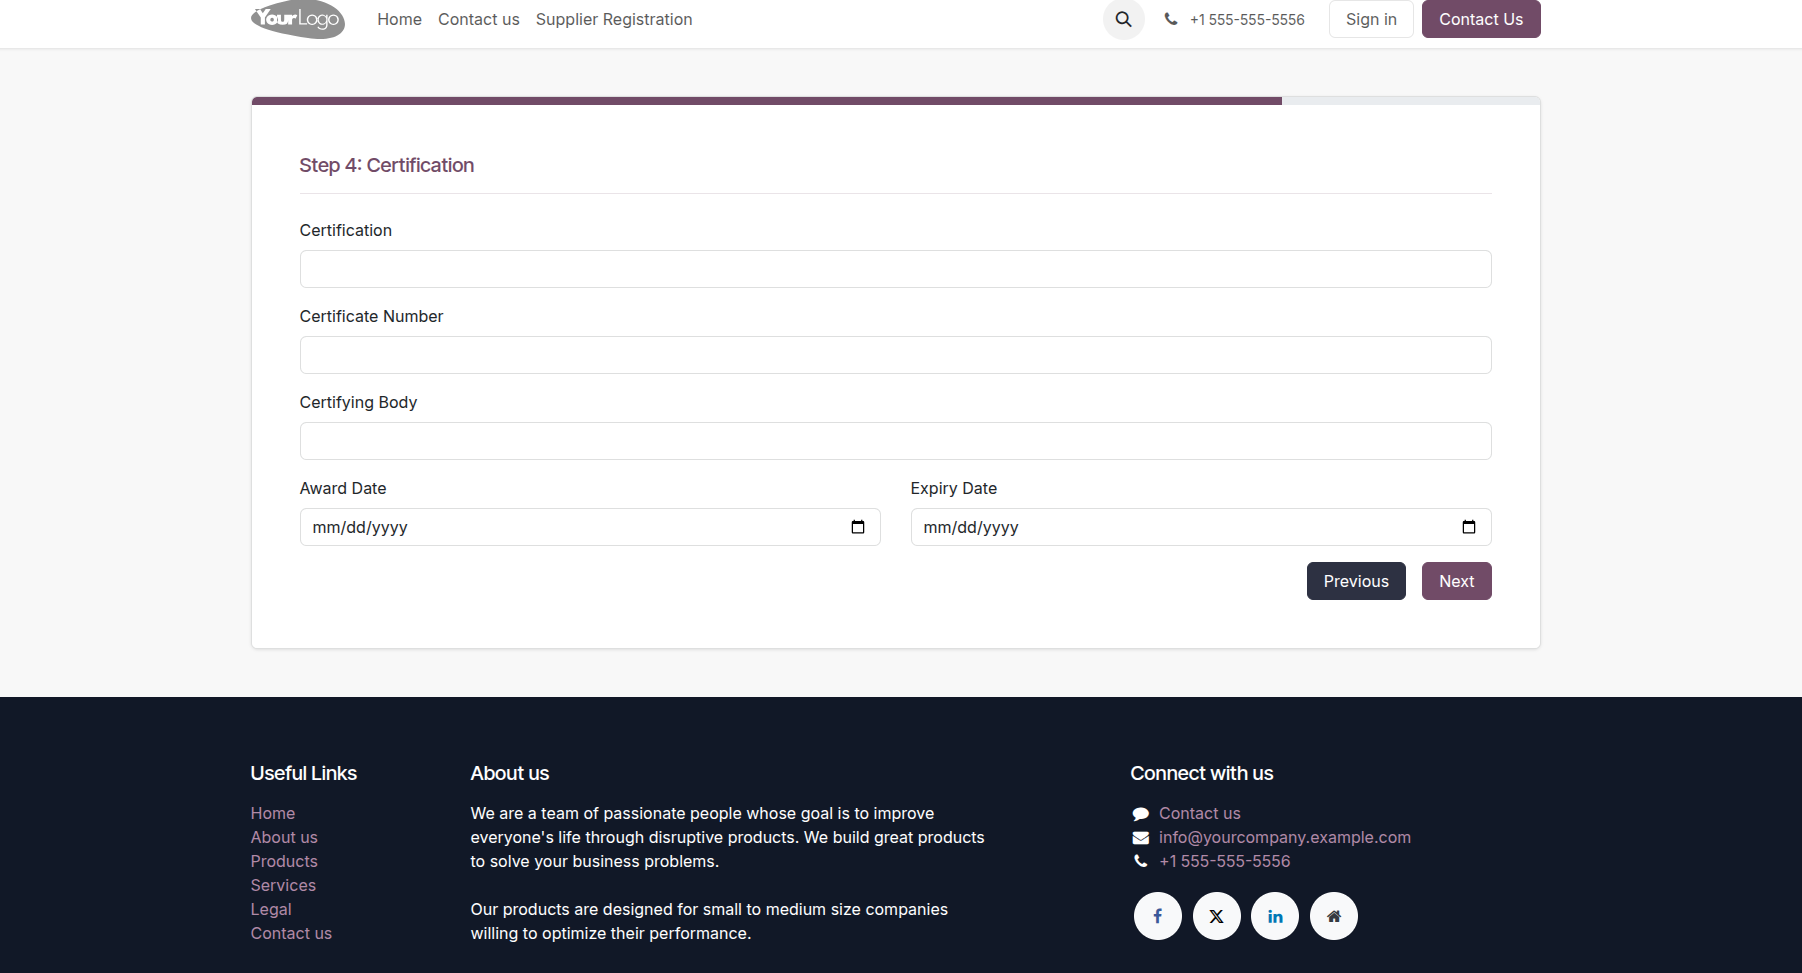 YourLogo
Home Contact us Supplier Registration
+1 555-555-5556
Sign in
Contact Us
Step 4: Certification
Certification
Certificate Number
Certifying Body
Award Date Expiry Date
mm/dd/yyyy mm/dd/yyyy
Previous Next
Useful Links
Home
About us
Products
Services
Legal
Contact us
About us
We are a team of passionate people whose goal is to improve
everyone's life through disruptive products. We build great products
to solve your business problems.
Our products are designed for small to medium size companies
willing to optimize their performance.
Connect with us
Contact us
info@yourcompany.example.com
+1 555-555-5556